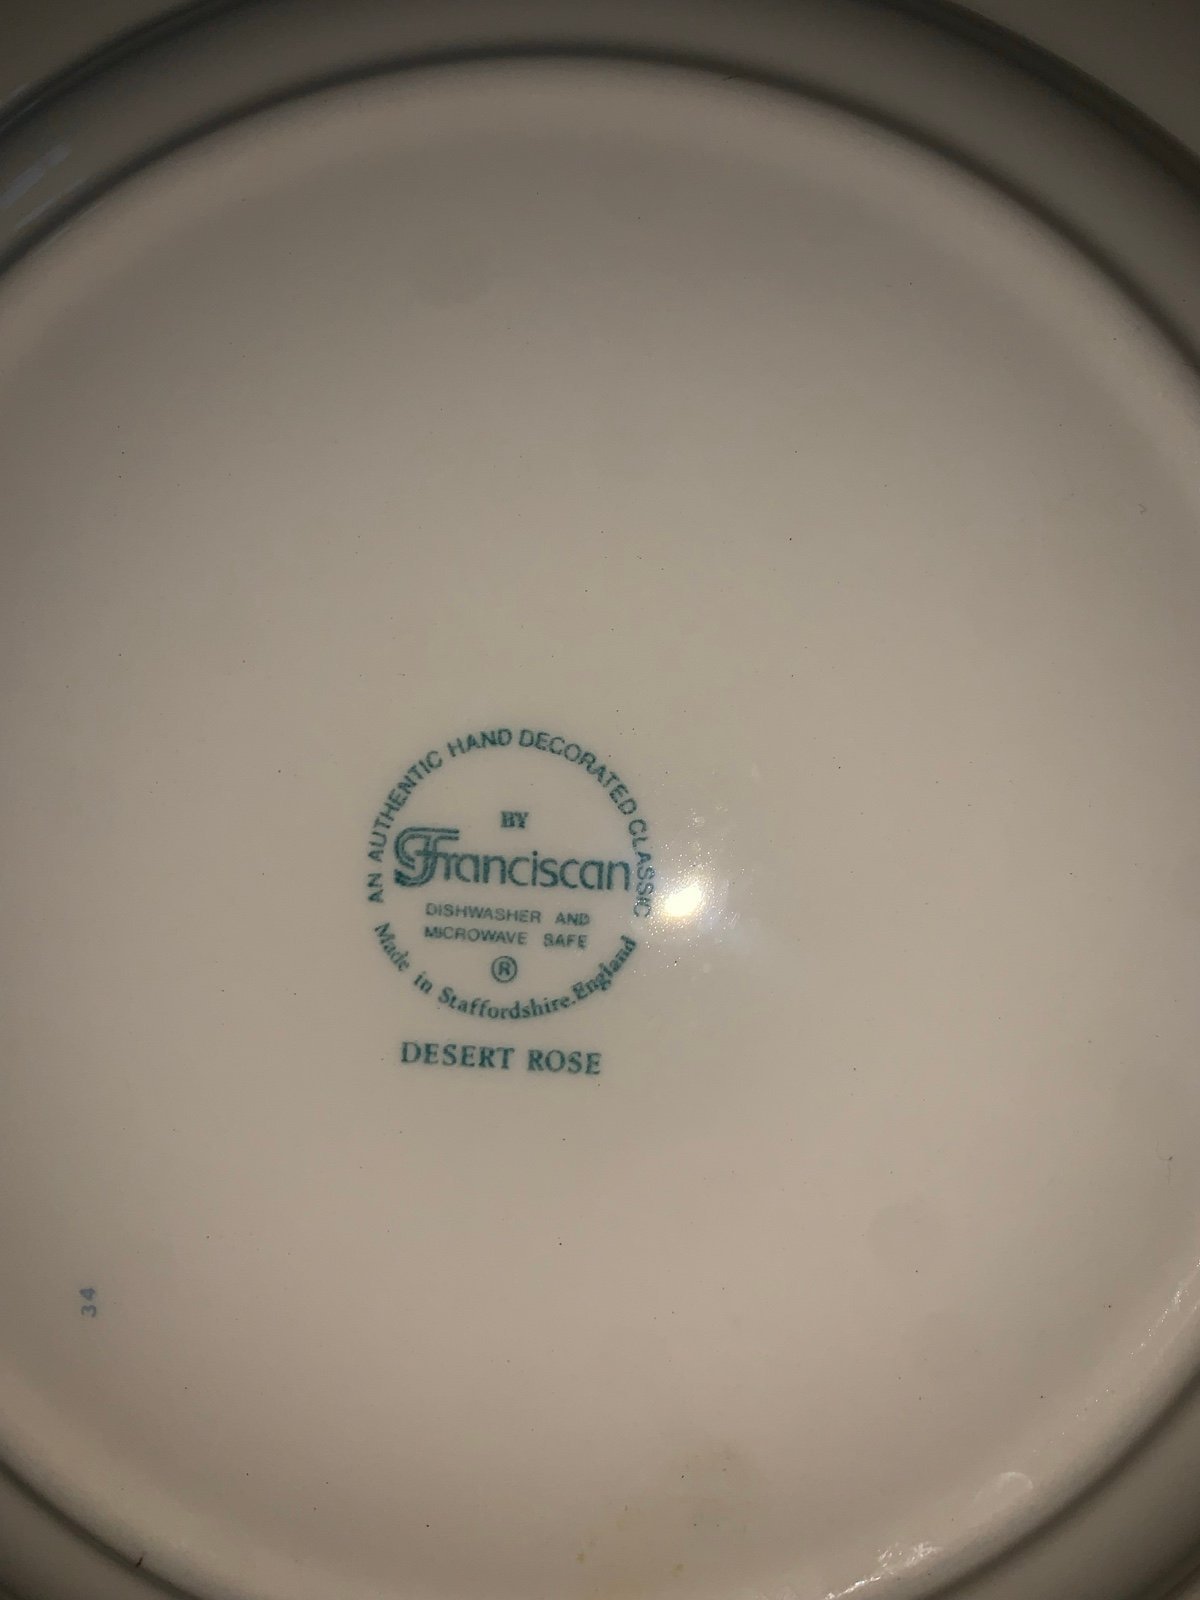 AN AUTHENTIC HAND DECORATED CLASSIC
BY
Franciscan
DISHWASHER AND
MICROWAVE SAFE
®
Made in Staffordshire.England
DESERT ROSE
34